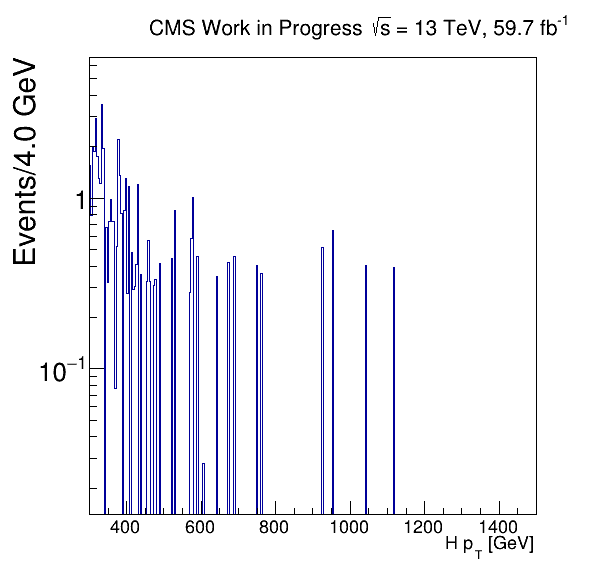 CMS Work in Progress √s = 13 TeV, 59.7 fb⁻¹
Events/4.0 GeV
1
10⁻¹
400 600 800 1000 1200 1400
H p_T [GeV]